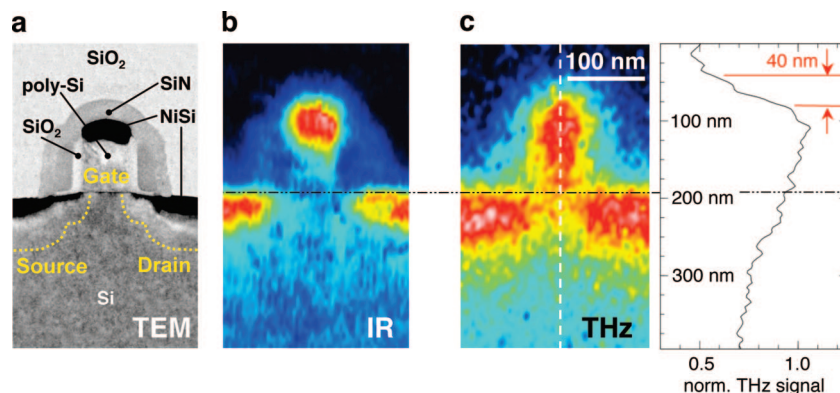 a
SiO2
poly-Si
SiN
SiO2
NiSi
Gate
Source
Drain
Si
TEM
b
IR
c
100 nm
THz
40 nm
100 nm
200 nm
300 nm
0.5
1.0
norm. THz signal